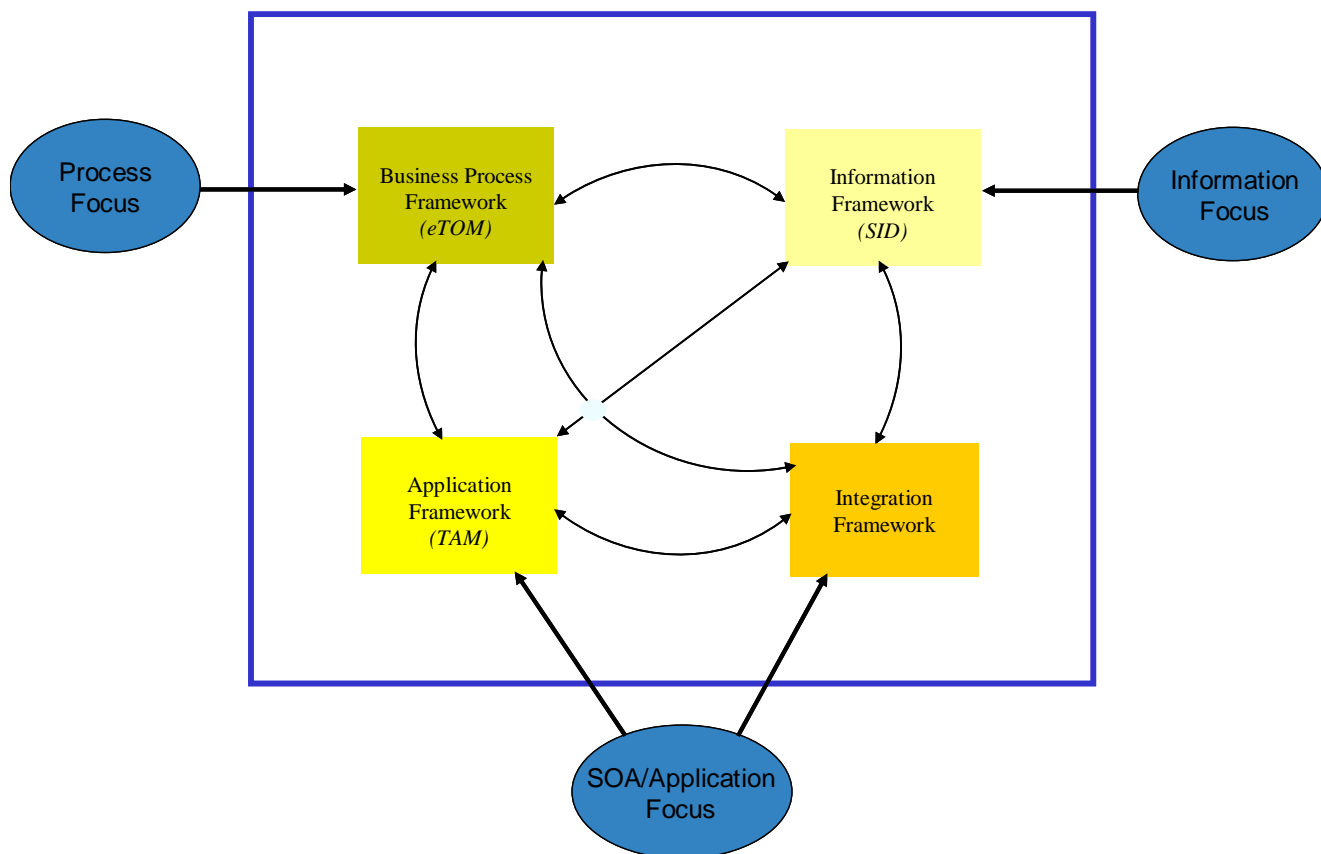 Process
Focus
Business Process
Framework
(eTOM)
Information
Framework
(SID)
Information
Focus
Application
Framework
(TAM)
Integration
Framework
SOA/Application
Focus